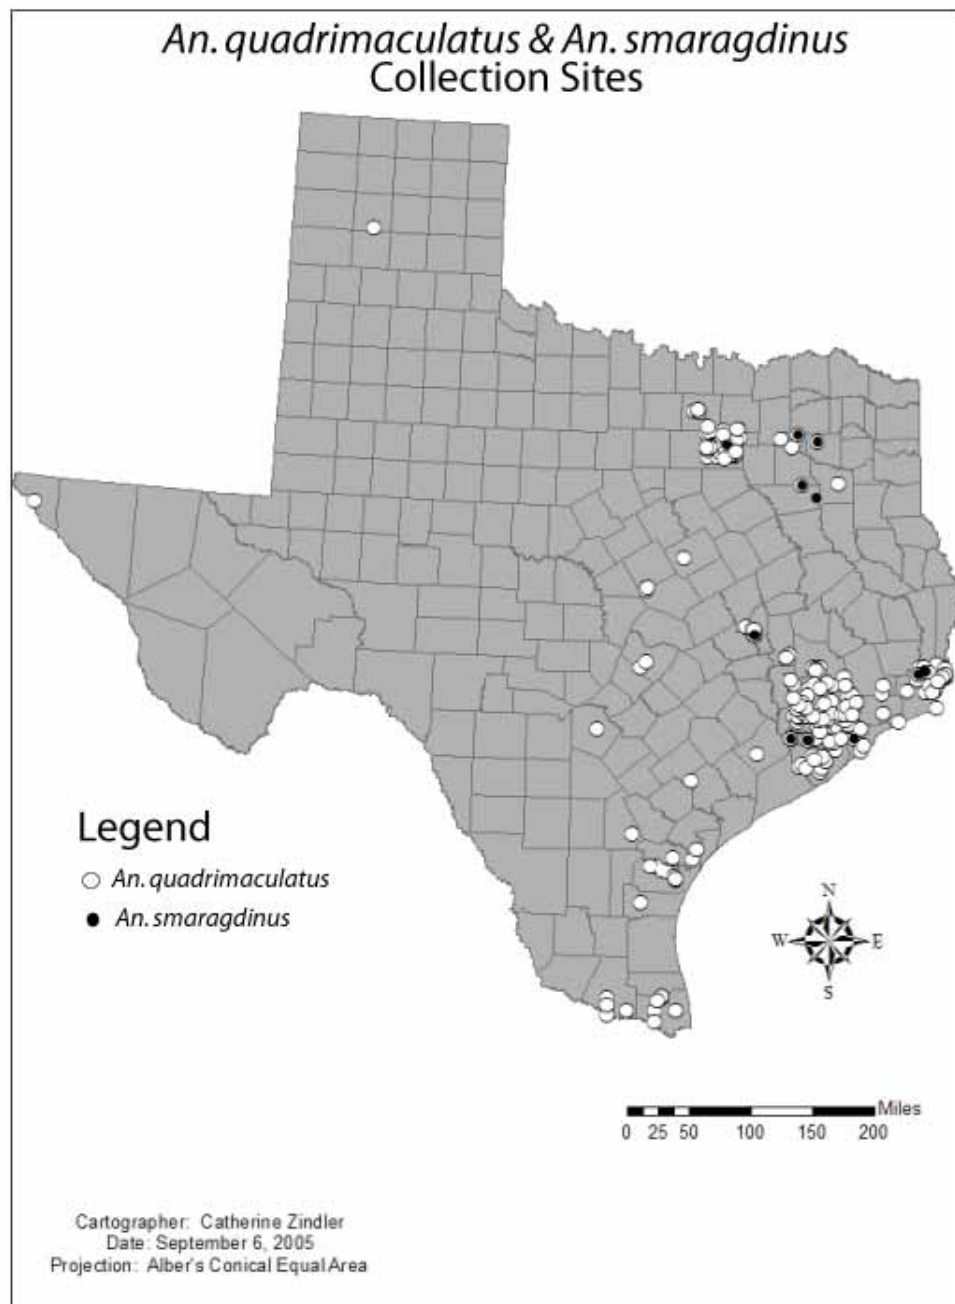 An. quadrimaculatus & An. smaragdinus
Collection Sites
Legend
An. quadrimaculatus
An. smaragdinus
N
W E
S
Miles
0 25 50 100 150 200
Cartographer: Catherine Zindler
Date: September 6, 2005
Projection: Alber's Conical Equal Area